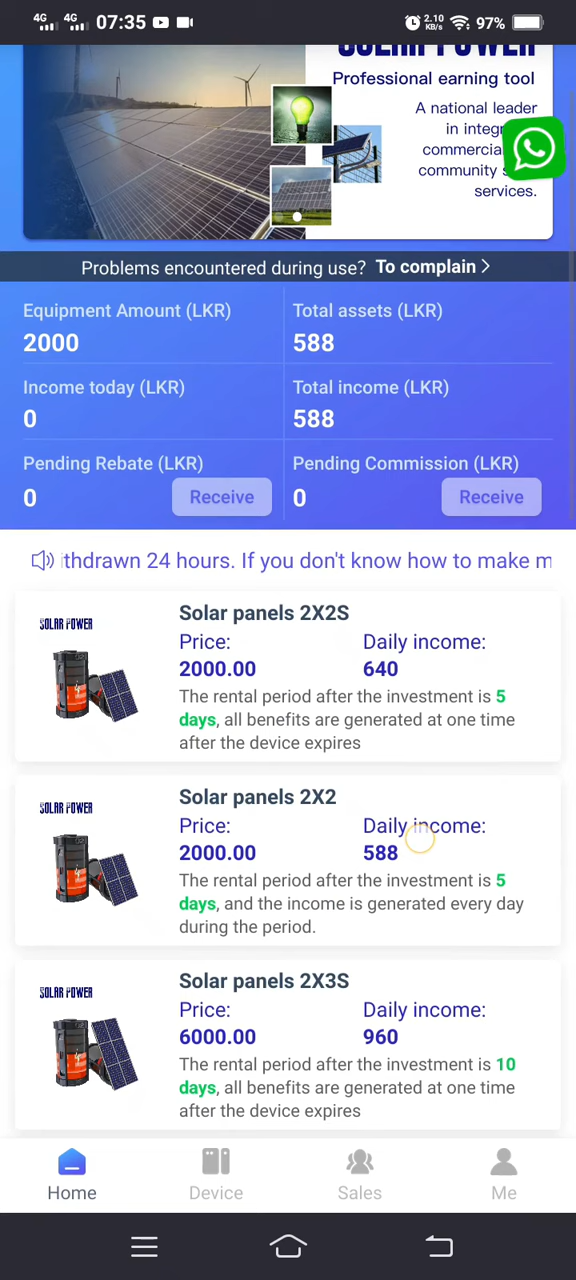 4G 4G 07:35 2.10 KB/s 97%
SOLAR POWER
Professional earning tool
A national leader
in integ
commercia
community s
services.
Problems encountered during use? To complain >
Equipment Amount (LKR) Total assets (LKR)
2000 588
Income today (LKR) Total income (LKR)
0 588
Pending Rebate (LKR) Pending Commission (LKR)
0 Receive 0 Receive
thdrawn 24 hours. If you don't know how to make m
SOLAR POWER
Solar panels 2X2S
Price: Daily income:
2000.00 640
The rental period after the investment is 5
days, all benefits are generated at one time
after the device expires
SOLAR POWER
Solar panels 2X2
Price: Daily income:
2000.00 588
The rental period after the investment is 5
days, and the income is generated every day
during the period.
SOLAR POWER
Solar panels 2X3S
Price: Daily income:
6000.00 960
The rental period after the investment is 10
days, all benefits are generated at one time
after the device expires
Home Device Sales Me